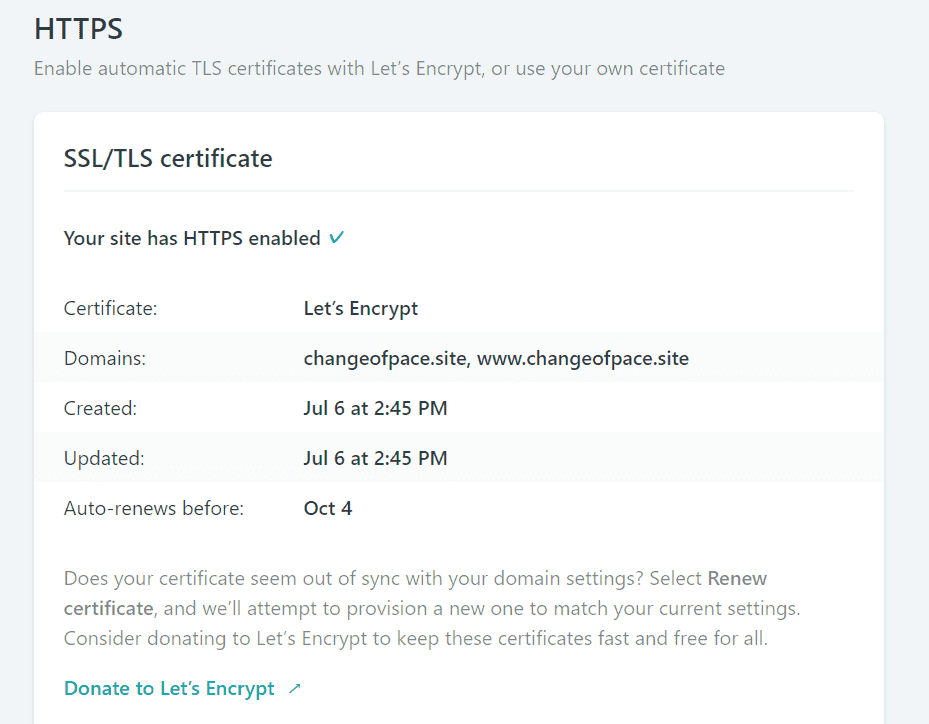 HTTPS
Enable automatic TLS certificates with Let’s Encrypt, or use your own certificate
SSL/TLS certificate
Your site has HTTPS enabled ✓
Certificate: Let’s Encrypt
Domains: changeofpace.site, www.changeofpace.site
Created: Jul 6 at 2:45 PM
Updated: Jul 6 at 2:45 PM
Auto-renews before: Oct 4
Does your certificate seem out of sync with your domain settings? Select Renew
certificate, and we’ll attempt to provision a new one to match your current settings.
Consider donating to Let’s Encrypt to keep these certificates fast and free for all.
Donate to Let’s Encrypt ↗